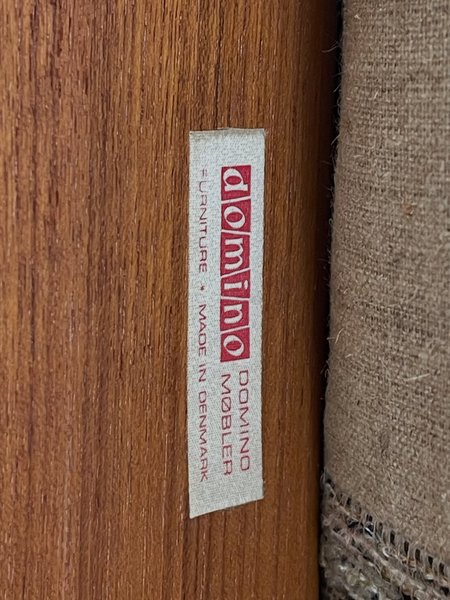 domino DOMINO
MØBLER
FURNITURE • MADE IN DENMARK